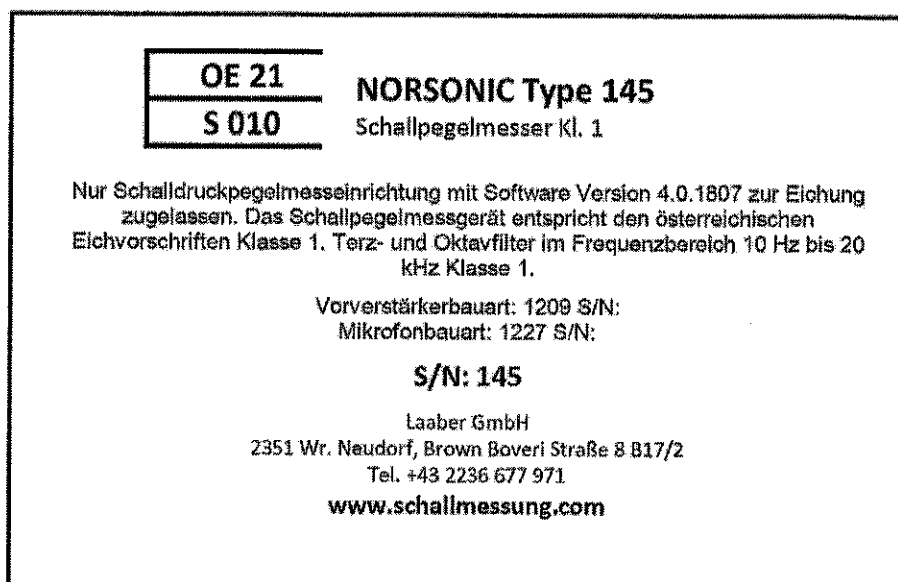 OE 21
S 010
NORSONIC Type 145
Schallpegelmesser Kl. 1
Nur Schalldruckpegelmesseinrichtung mit Software Version 4.0.1807 zur Eichung
zugelassen. Das Schallpegelmessgerät entspricht den österreichischen
Eichvorschriften Klasse 1. Terz- und Oktavfilter im Frequenzbereich 10 Hz bis 20
kHz Klasse 1.
Vorverstärkerbauart: 1209 S/N:
Mikrofonbauart: 1227 S/N:
S/N: 145
Laaber GmbH
2351 Wr. Neudorf, Brown Boveri Straße 8 B17/2
Tel. +43 2236 677 971
www.schallmessung.com